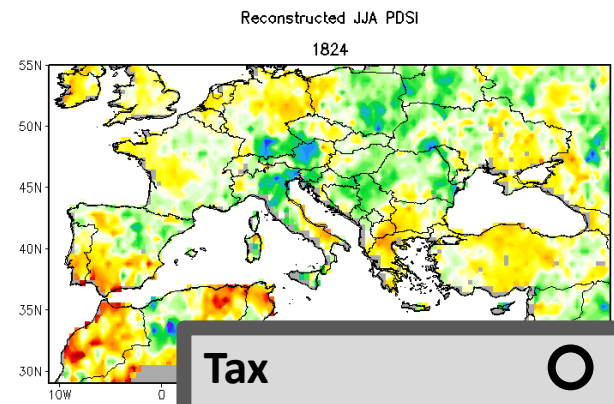 Reconstructed JJA PDSI
1824
55N
50N
45N
40N
35N
30N
10W
0
Tax